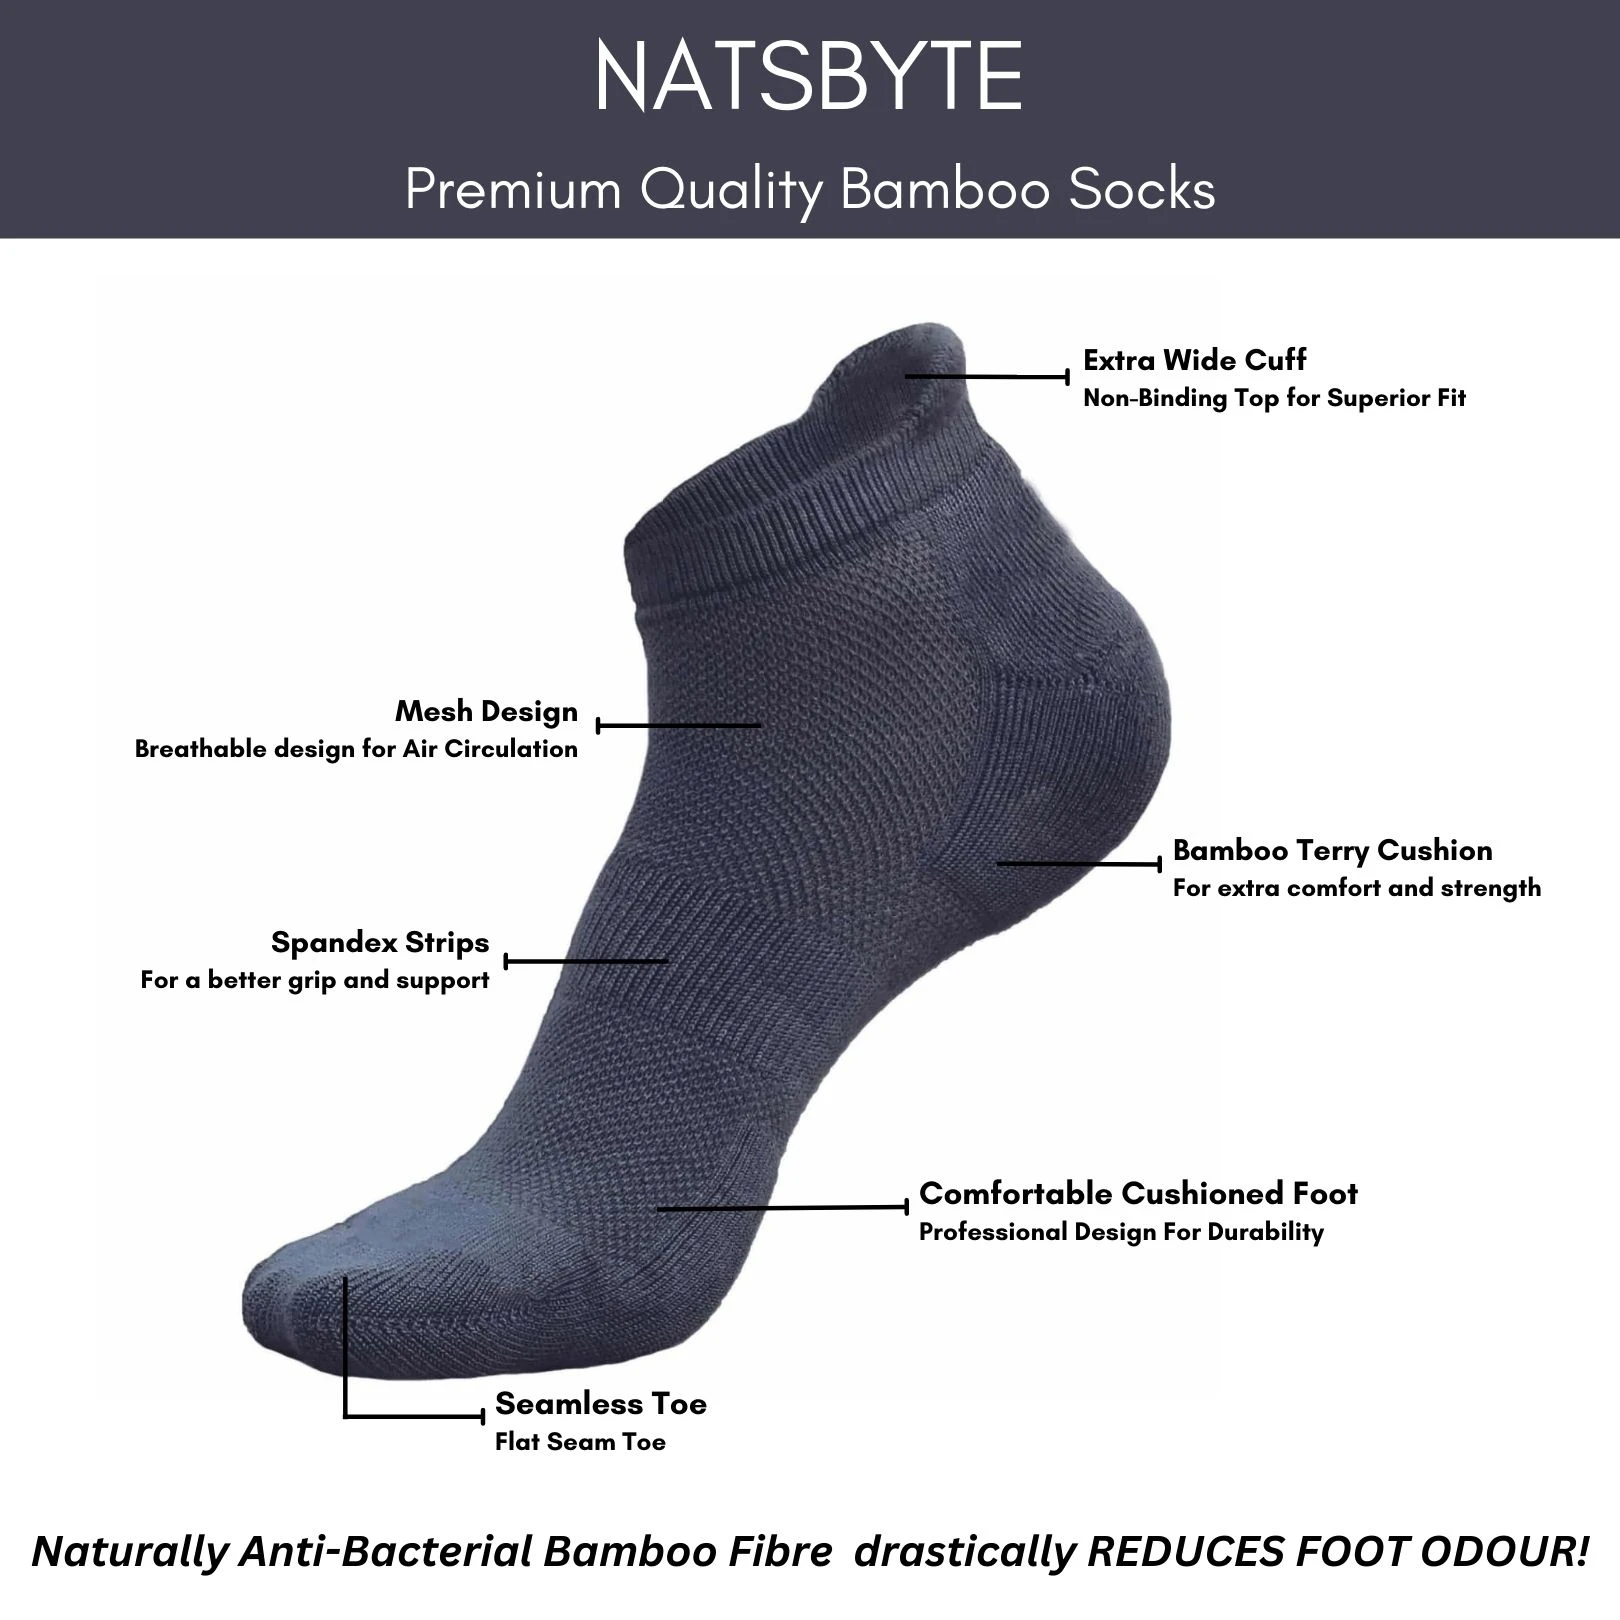 NATSBYTE
Premium Quality Bamboo Socks
Extra Wide Cuff
Non-Binding Top for Superior Fit
Mesh Design
Breathable design for Air Circulation
Bamboo Terry Cushion
For extra comfort and strength
Spandex Strips
For a better grip and support
Comfortable Cushioned Foot
Professional Design For Durability
Seamless Toe
Flat Seam Toe
Naturally Anti-Bacterial Bamboo Fibre drastically REDUCES FOOT ODOUR!